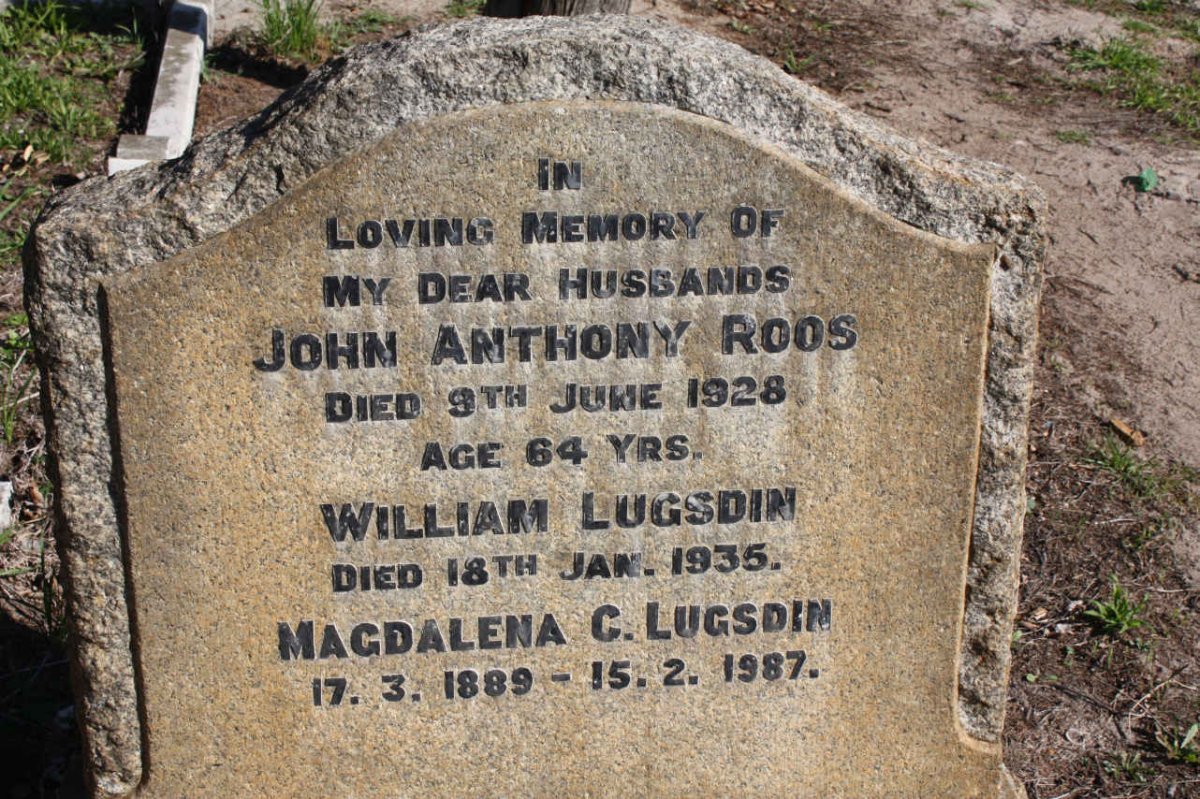 IN
LOVING MEMORY OF
MY DEAR HUSBANDS
JOHN ANTHONY ROOS
DIED 9TH JUNE 1928
AGE 64 YRS.
WILLIAM LUGSDIN
DIED 18TH JAN. 1935.
MAGDALENA C. LUGSDIN
17. 3. 1889 - 15. 2. 1987.